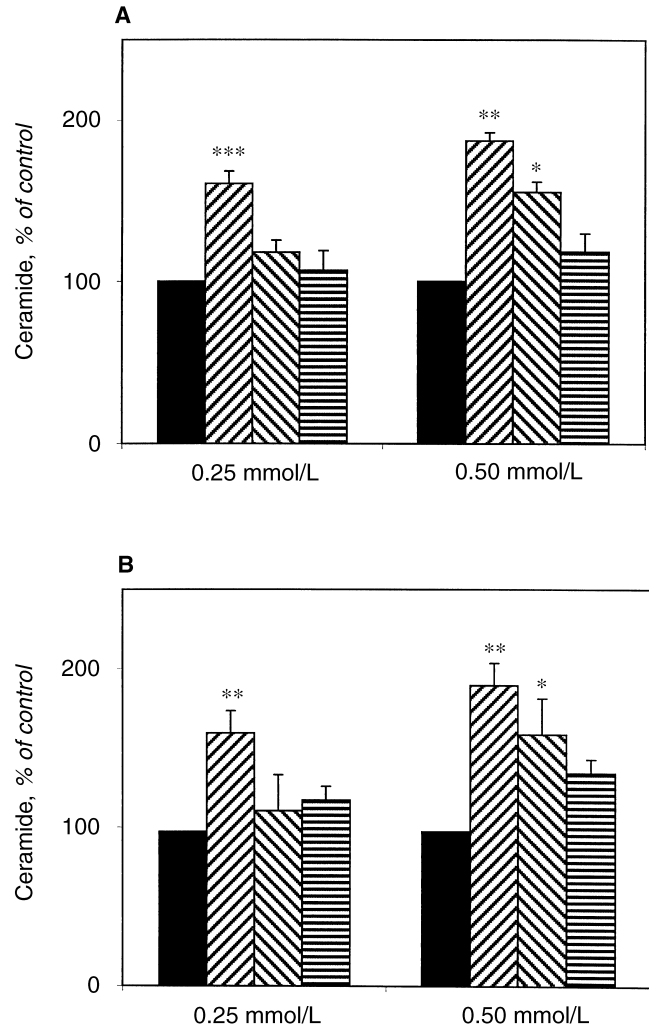 A
Ceramide, % of control
200
100
0
***
**
*
0.25 mmol/L
0.50 mmol/L
B
Ceramide, % of control
200
100
0
**
**
*
0.25 mmol/L
0.50 mmol/L